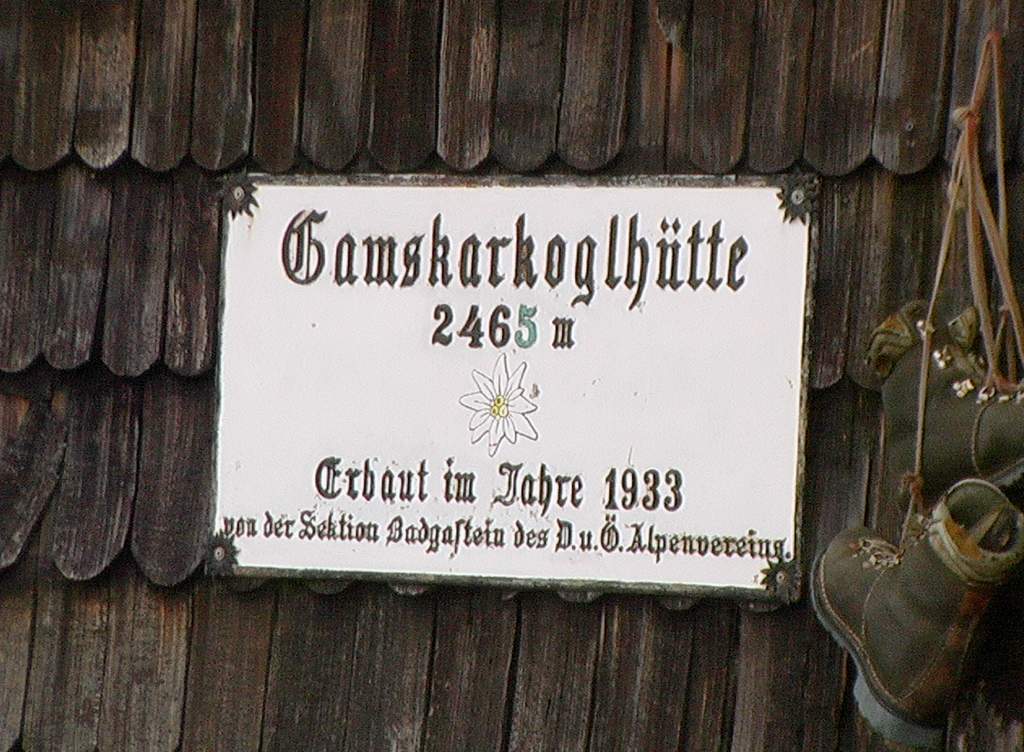 Gamskarkoglhütte
2465 m
Erbaut im Jahre 1933
von der Sektion Badgaſtein des D. u. Ö. Alpenvereins.